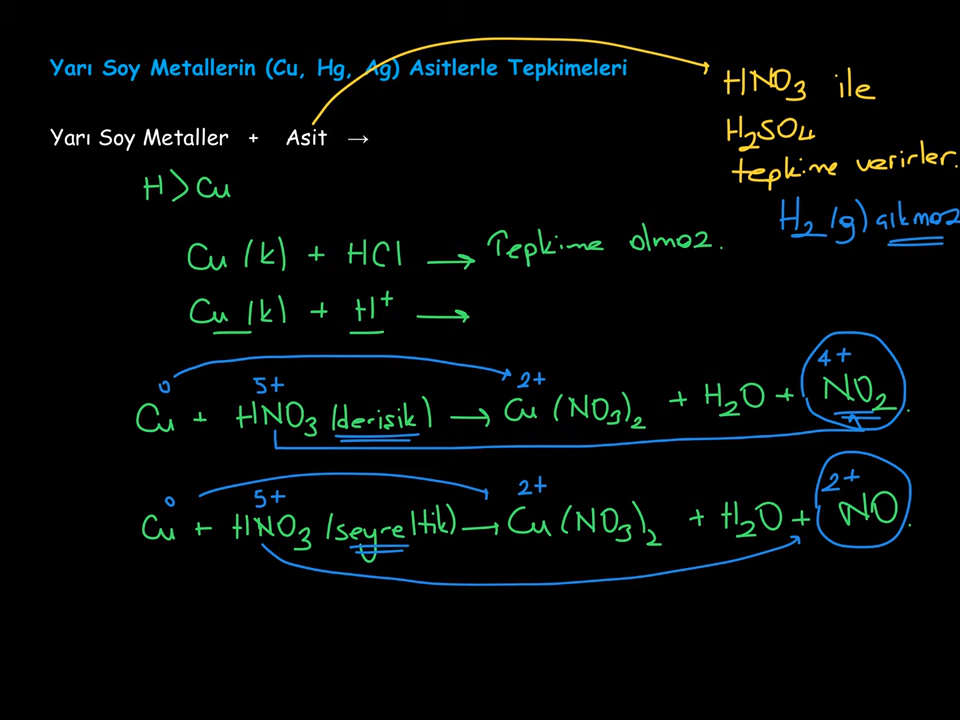 Yarı Soy Metallerin (Cu, Hg, Ag) Asitlerle Tepkimeleri
HNO₃ ile
H₂SO₄
tepkime verirler.
H₂ (g) çıkmaz
Yarı Soy Metaller + Asit →
H > Cu
Cu (k) + HCl → Tepkime olmaz.
Cu (k) + H⁺ →
0 5+ 2+ 4+
Cu + HNO₃ (derişik) → Cu (NO₃)₂ + H₂O + NO₂.
0 5+ 2+ 2+
Cu + HNO₃ (seyreltik) → Cu (NO₃)₂ + H₂O + NO.